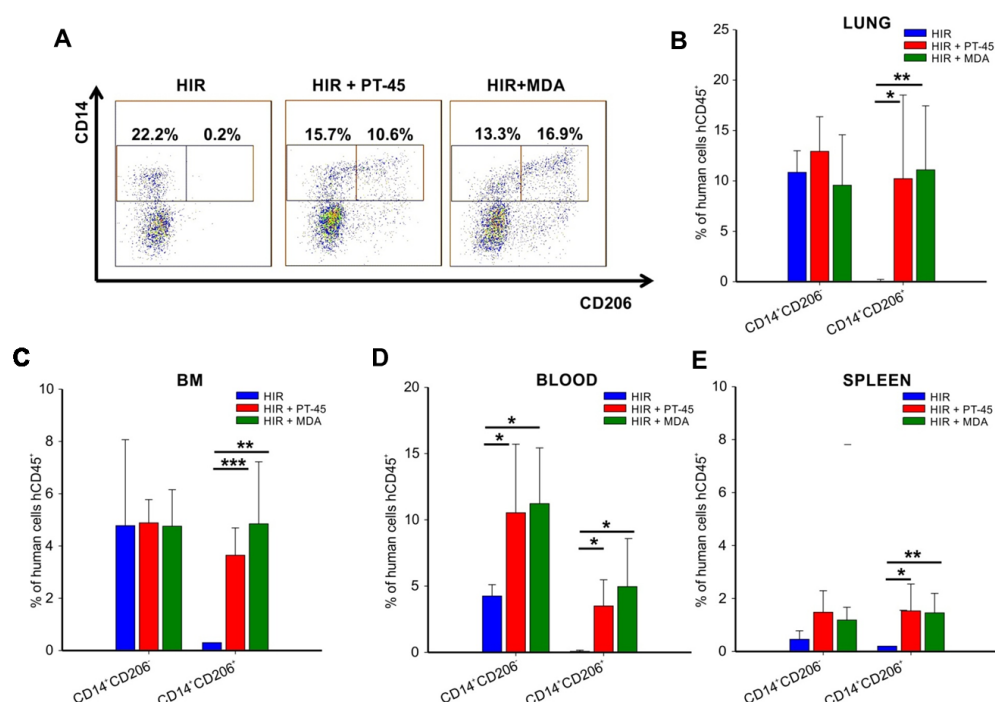 A
HIR
HIR + PT-45
HIR+MDA
CD14
22.2%
0.2%
15.7%
10.6%
13.3%
16.9%
CD206
B
LUNG
HIR
HIR + PT-45
HIR + MDA
% of human cells hCD45⁺
25
20
15
10
5
0
**
*
CD14⁺CD206⁻
CD14⁺CD206⁺
C
BM
HIR
HIR + PT-45
HIR + MDA
% of human cells hCD45⁺
10
8
6
4
2
0
**
***
CD14⁺CD206⁻
CD14⁺CD206⁺
D
BLOOD
HIR
HIR + PT-45
HIR + MDA
% of human cells hCD45⁺
20
15
10
5
0
*
*
*
*
CD14⁺CD206⁻
CD14⁺CD206⁺
E
SPLEEN
HIR
HIR + PT-45
HIR + MDA
% of human cells hCD45⁺
10
8
6
4
2
0
**
*
CD14⁺CD206⁻
CD14⁺CD206⁺